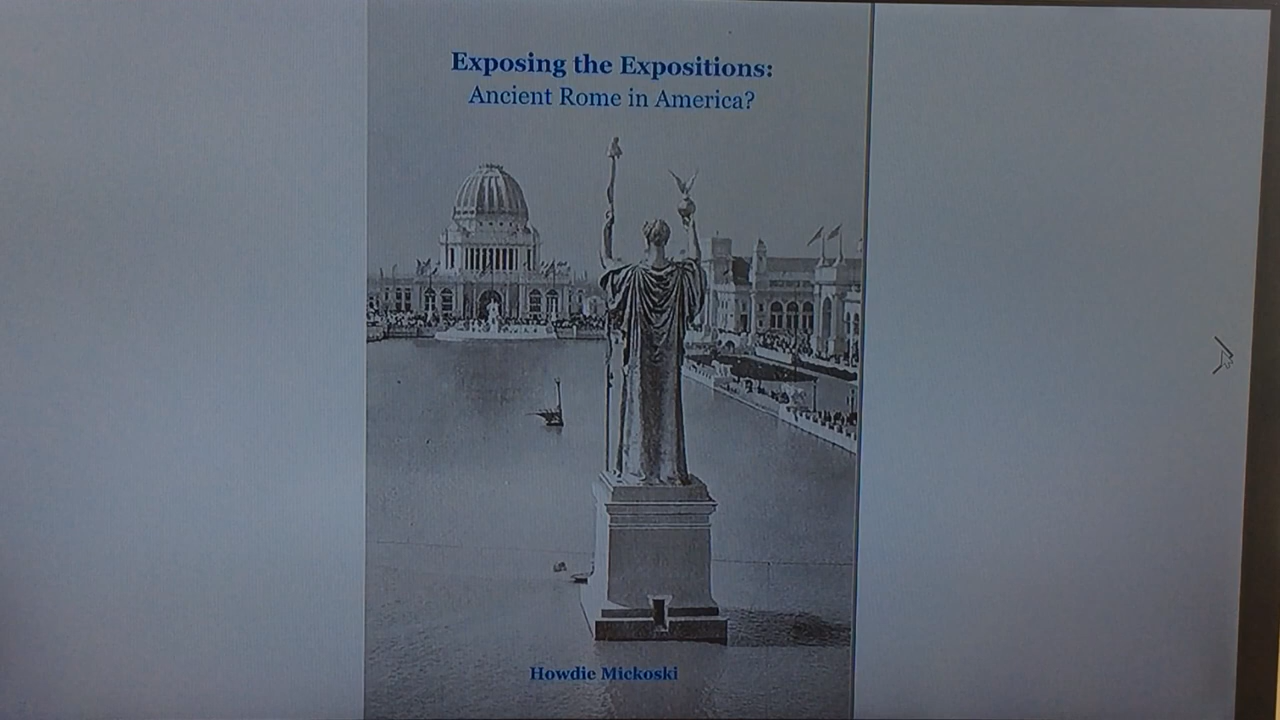 Exposing the Expositions:
Ancient Rome in America?
Howdie Mickoski